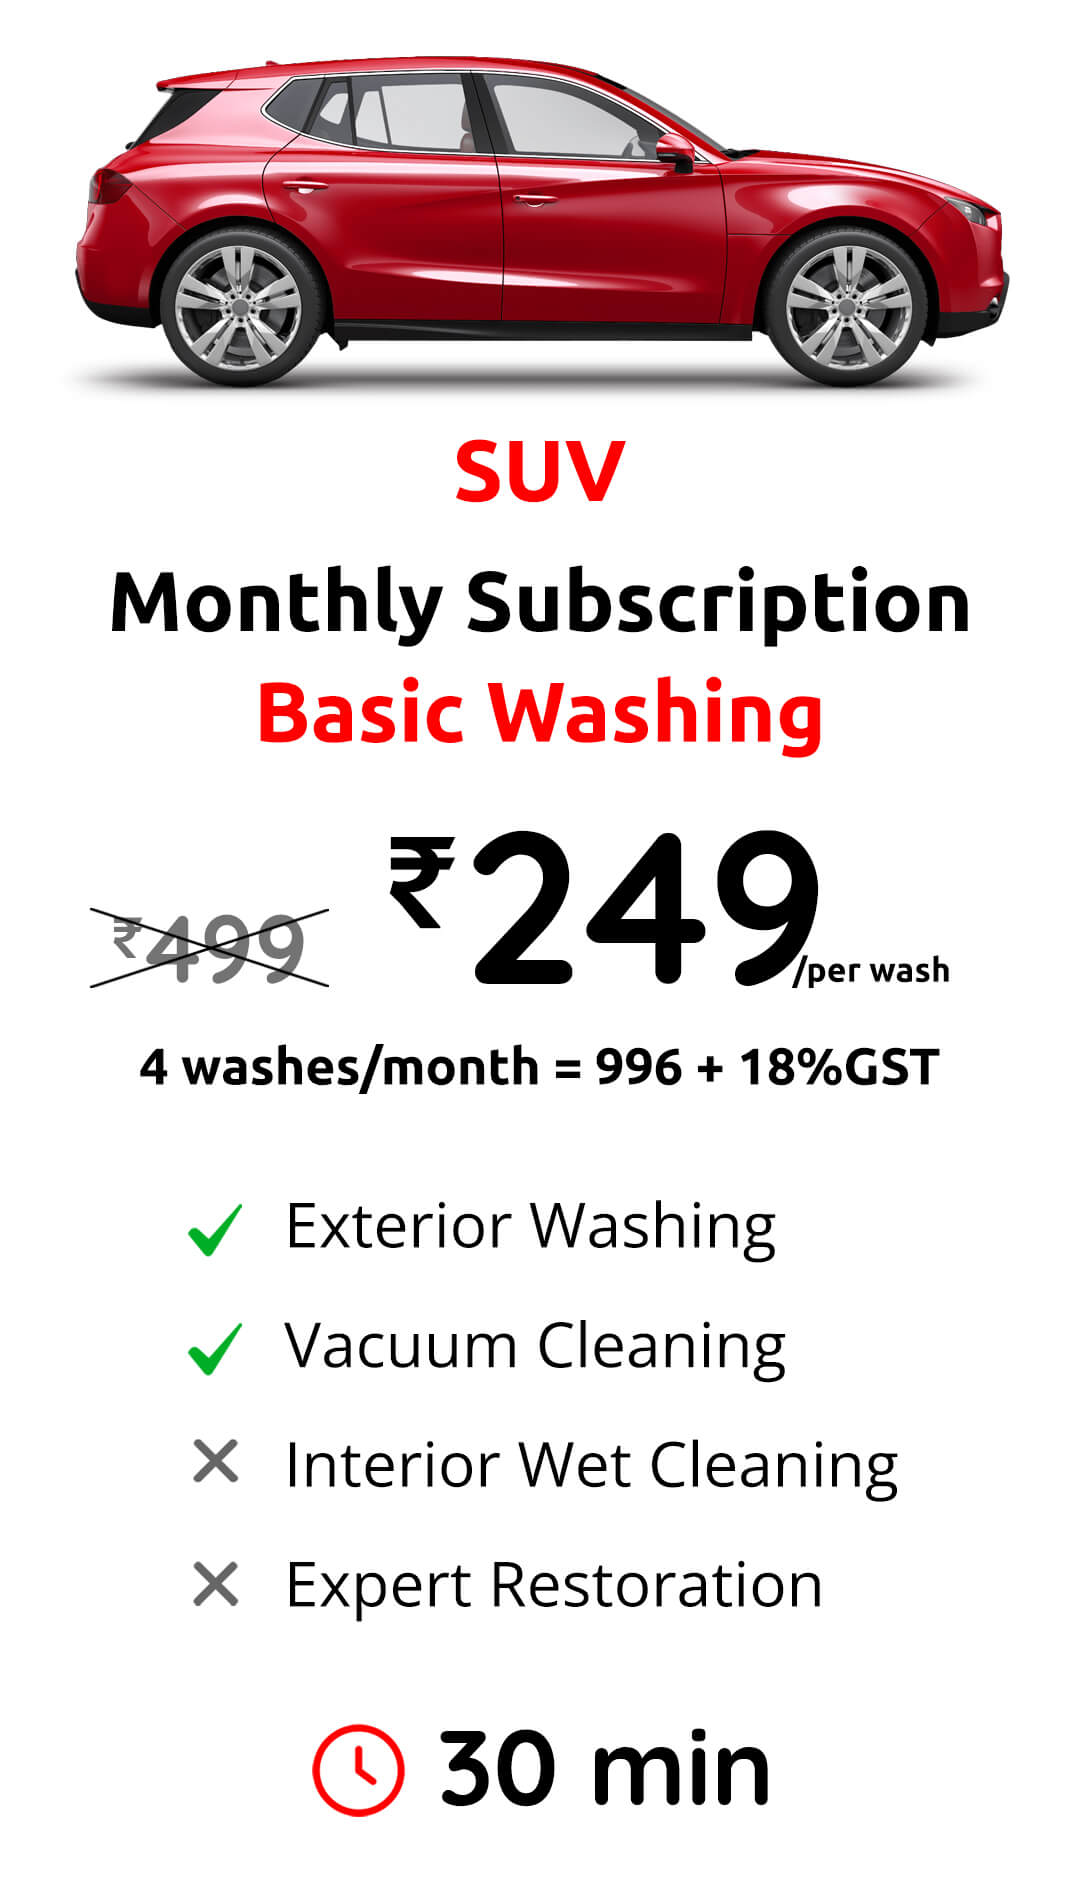 SUV
Monthly Subscription
Basic Washing
₹499 ₹249/per wash
4 washes/month = 996 + 18%GST
Exterior Washing
Vacuum Cleaning
Interior Wet Cleaning
Expert Restoration
30 min